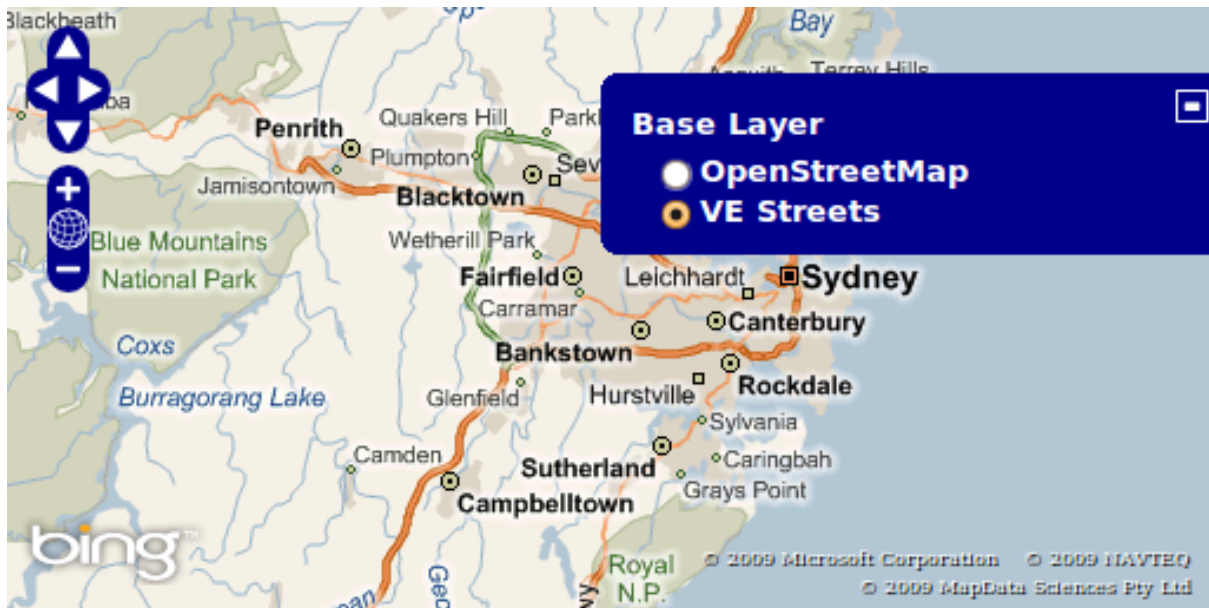 Blackheath
Bay
Terrey Hills
Base Layer
OpenStreetMap
VE Streets
Quakers Hill
Penrith
Plumpton
Sev
Jamisontown
Blacktown
Wetherill Park
Blue Mountains
National Park
Fairfield
Leichhardt
Sydney
Carramar
Canterbury
Coxs
Bankstown
Rockdale
Burragorang Lake
Glenfield
Hurstville
Sylvania
Camden
Sutherland
Caringbah
Grays Point
Campbelltown
bing™
Royal
N.P.
© 2009 Microsoft Corporation © 2009 NAVTEQ
© 2009 MapData Sciences Pty Ltd